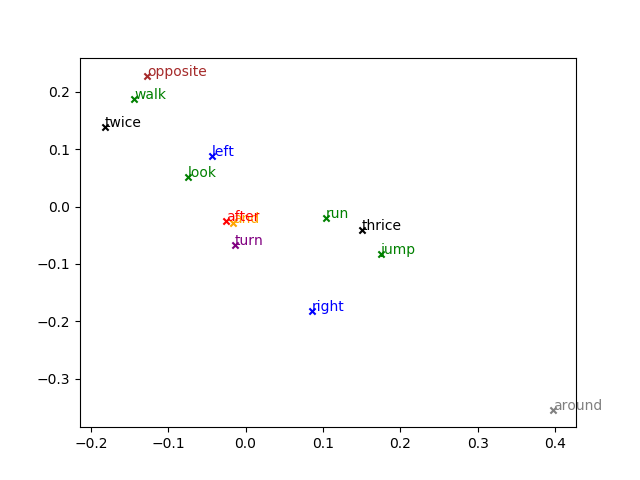 opposite
walk
twice
left
look
after
and
turn
run
thrice
jump
right
around
0.2
0.1
0.0
−0.1
−0.2
−0.3
−0.2 −0.1 0.0 0.1 0.2 0.3 0.4